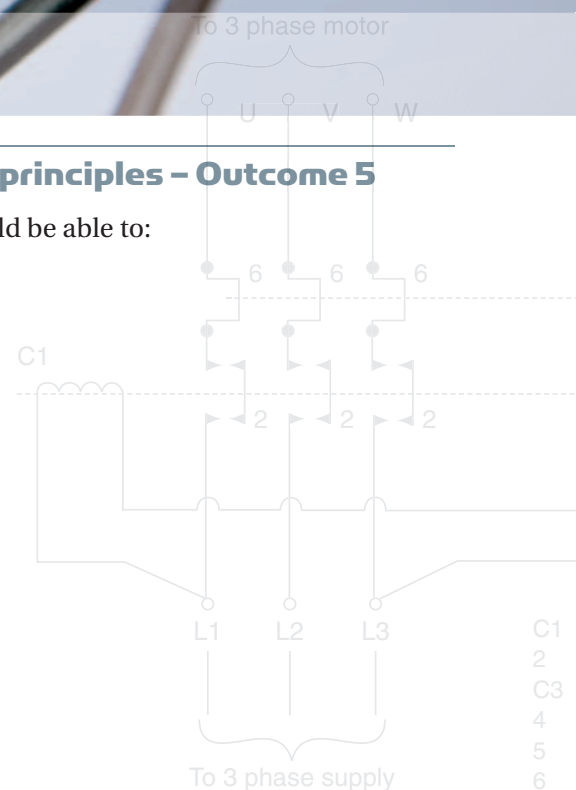 To 3 phase motor
U V W
principles – Outcome 5
ld be able to:
6 6 6
C1
2 2 2
L1 L2 L3
C1
2
C3
4
5
To 3 phase supply
6